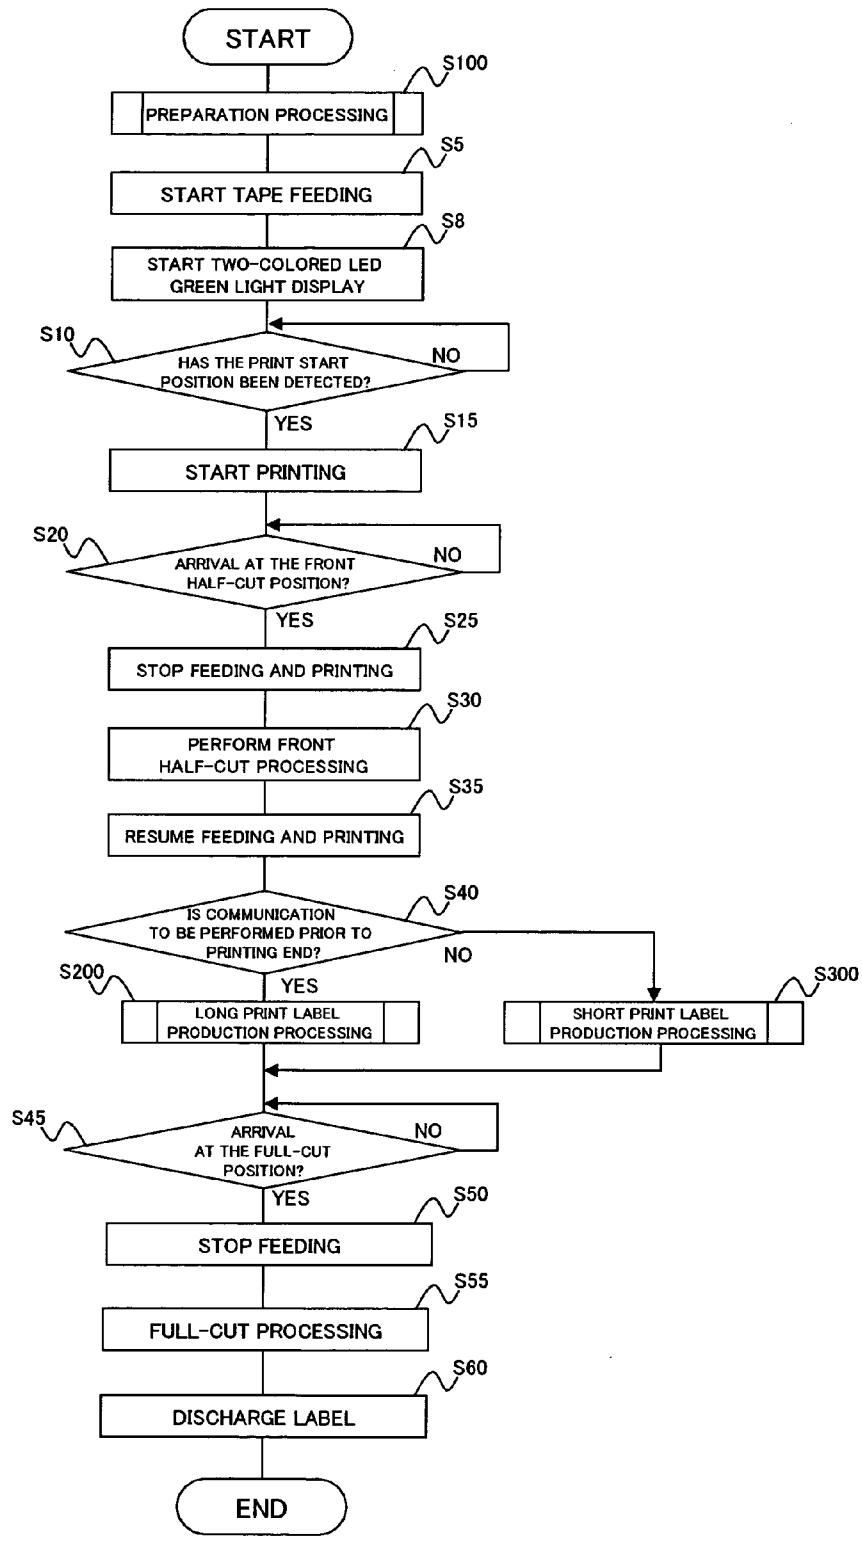 START
S100
PREPARATION PROCESSING
S5
START TAPE FEEDING
S8
START TWO-COLORED LED
GREEN LIGHT DISPLAY
S10
HAS THE PRINT START
POSITION BEEN DETECTED?
NO
YES
S15
START PRINTING
S20
ARRIVAL AT THE FRONT
HALF-CUT POSITION?
NO
YES
S25
STOP FEEDING AND PRINTING
S30
PERFORM FRONT
HALF-CUT PROCESSING
S35
RESUME FEEDING AND PRINTING
S40
IS COMMUNICATION
TO BE PERFORMED PRIOR TO
PRINTING END?
NO
YES
S200
LONG PRINT LABEL
PRODUCTION PROCESSING
S300
SHORT PRINT LABEL
PRODUCTION PROCESSING
S45
ARRIVAL
AT THE FULL-CUT
POSITION?
NO
YES
S50
STOP FEEDING
S55
FULL-CUT PROCESSING
S60
DISCHARGE LABEL
END